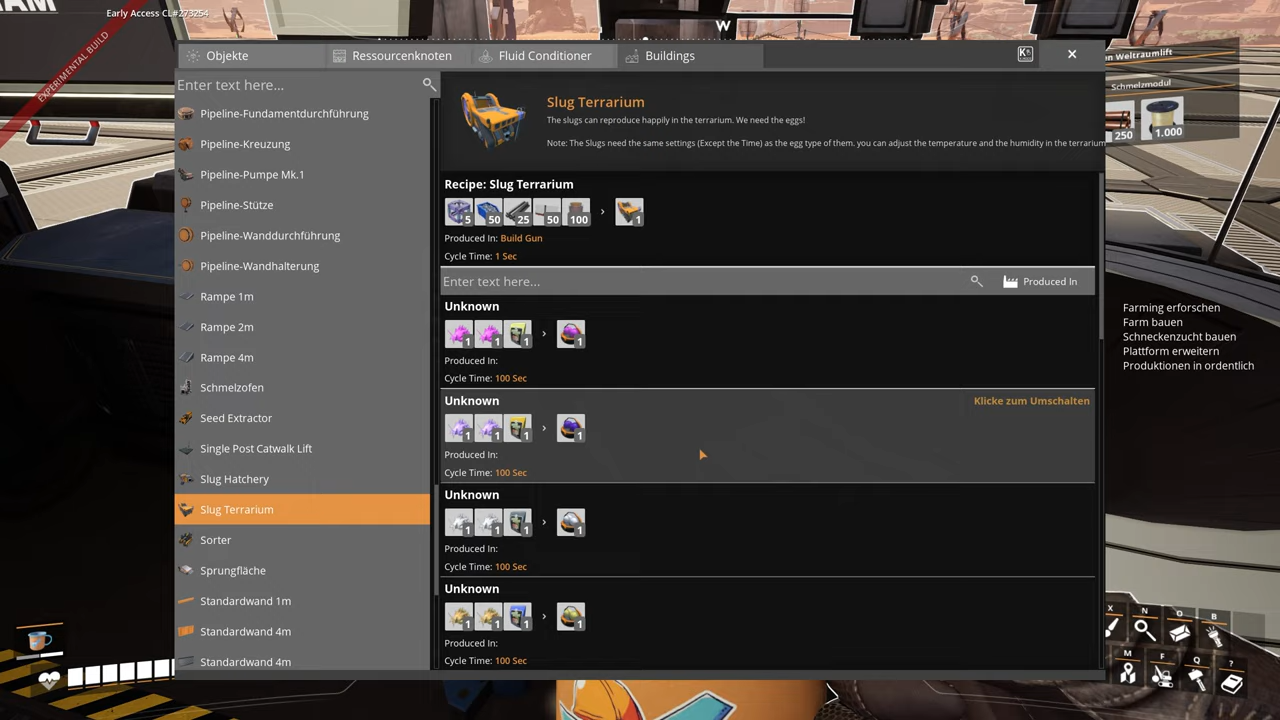 Early Access CL#273254
EXPERIMENTAL BUILD
W
Objekte
Ressourcenknoten
Fluid Conditioner
Buildings
Enter text here...
Pipeline-Fundamentdurchführung
Pipeline-Kreuzung
Pipeline-Pumpe Mk.1
Pipeline-Stütze
Pipeline-Wanddurchführung
Pipeline-Wandhalterung
Rampe 1m
Rampe 2m
Rampe 4m
Schmelzofen
Seed Extractor
Single Post Catwalk Lift
Slug Hatchery
Slug Terrarium
Sorter
Sprungfläche
Standardwand 1m
Standardwand 4m
Standardwand 4m
Slug Terrarium
The slugs can reproduce happily in the terrarium. We need the eggs!
Note: The Slugs need the same settings (Except the Time) as the egg type of them. you can adjust the temperature and the humidity in the terrarium
Recipe: Slug Terrarium
5 50 25 50 100 › 1
Produced In: Build Gun
Cycle Time: 1 Sec
Enter text here...
Produced In
Unknown
1 1 1 › 1
Produced In:
Cycle Time: 100 Sec
Unknown
Klicke zum Umschalten
1 1 1 › 1
Produced In:
Cycle Time: 100 Sec
Unknown
1 1 1 › 1
Produced In:
Cycle Time: 100 Sec
Unknown
1 1 1 › 1
Produced In:
Cycle Time: 100 Sec
n Weltraumlift
Schmelzmodul
250
1.000
Farming erforschen
Farm bauen
Schneckenzucht bauen
Plattform erweitern
Produktionen in ordentlich
X N O B
M F Q ?